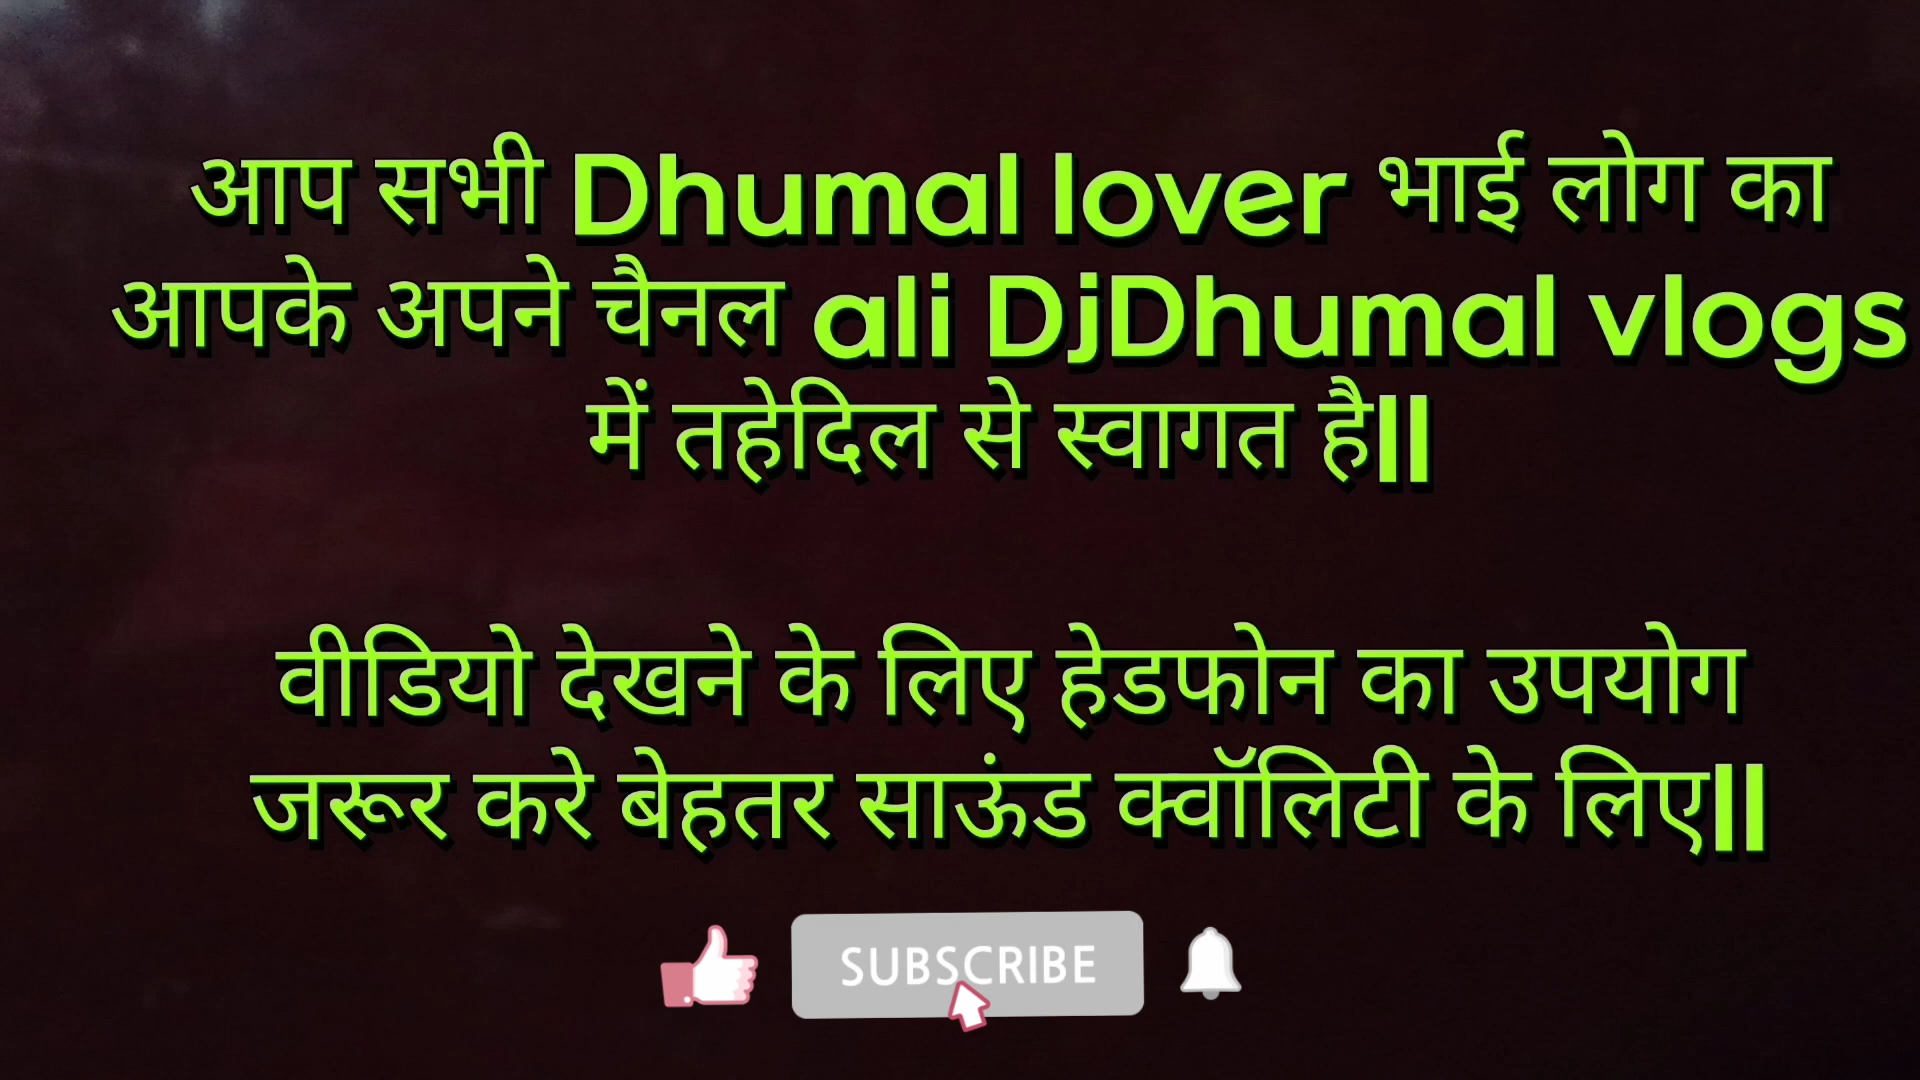 आप सभी Dhumal lover भाई लोग का
आपके अपने चैनल ali DjDhumal vlogs
में तहेदिल से स्वागत है||
वीडियो देखने के लिए हेडफोन का उपयोग
जरूर करे बेहतर साऊंड क्वॉलिटी के लिए||
SUBSCRIBE